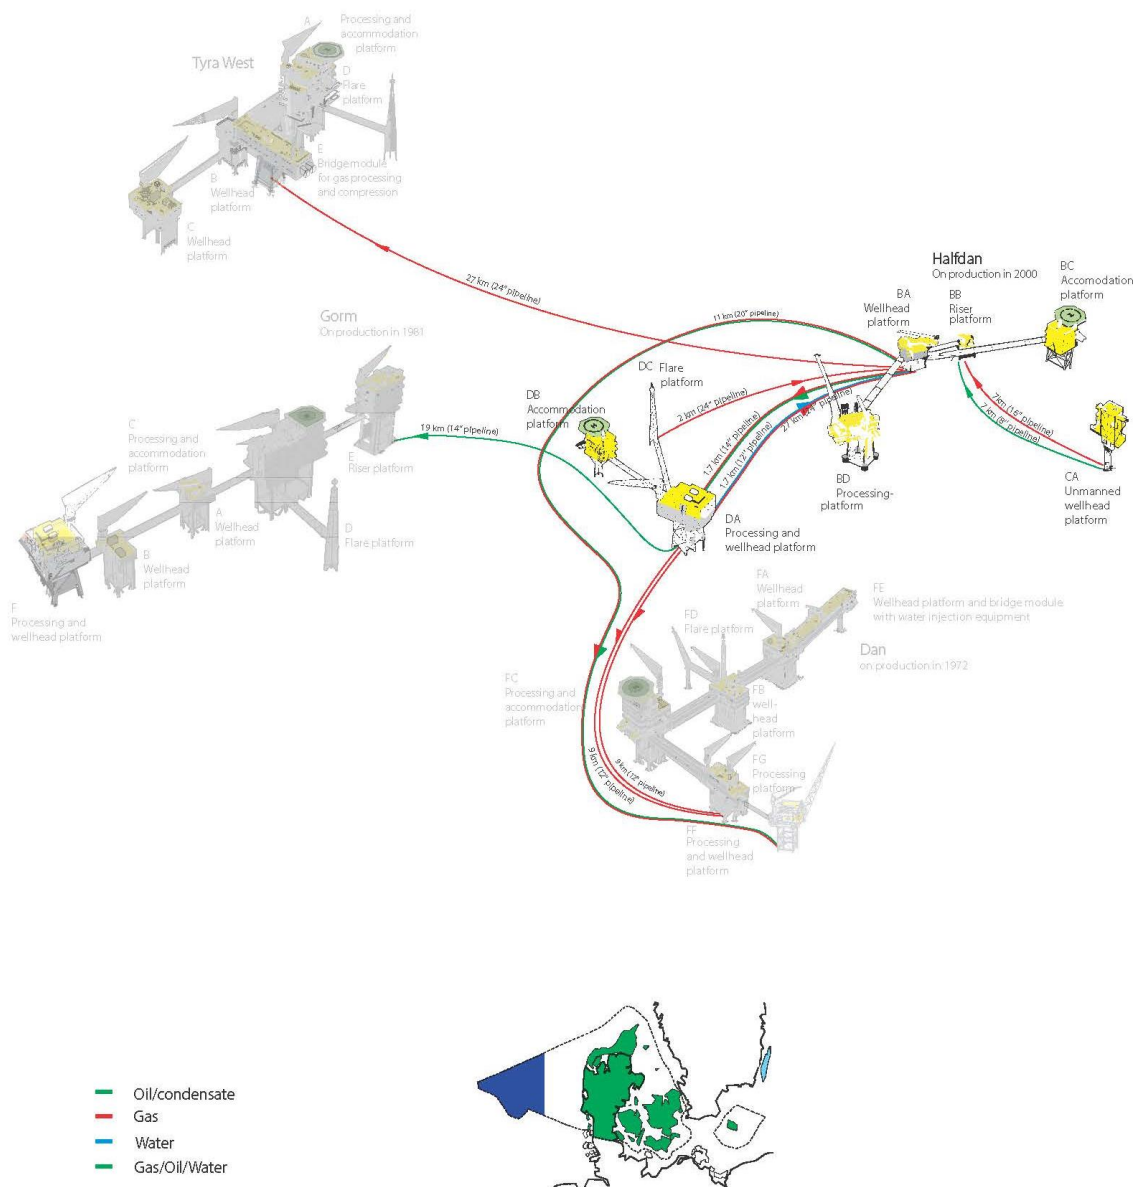 A
Processing and
accommodation
platform
Tyra West
D
Flare
platform
E
Bridge module
for gas processing
and compression
B
Wellhead
platform
C
Wellhead
platform
27 km (24" pipeline)
Halfdan
On production in 2000
BC
Accomodation
platform
BA
Wellhead
platform
BB
Riser
platform
11 km (20" pipeline)
Gorm
On production in 1981
DC Flare
platform
DB
Accommodation
platform
2 km (24" pipeline)
7 km (16" pipeline)
7 km (8" pipeline)
19 km (14" pipeline)
1.7 km (14" pipeline)
1.7 km (12" pipeline)
C
Processing and
accommodation
platform
E
Riser platform
BD
Processing-
platform
CA
Unmanned
wellhead
platform
DA
Processing and
wellhead platform
A
Wellhead
platform
D
Flare platform
B
Wellhead
platform
F
Processing and
wellhead platform
FA
Wellhead
platform
FE
Wellhead platform and bridge module
with water injection equipment
FD
Flare platform
Dan
on production in 1972
FC
Processing and
accommodation
platform
FB
well-
head
platform
FG
Processing
platform
9 km (12" pipeline)
9 km (12" pipeline)
FF
Processing
and wellhead
platform
Oil/condensate
Gas
Water
Gas/Oil/Water